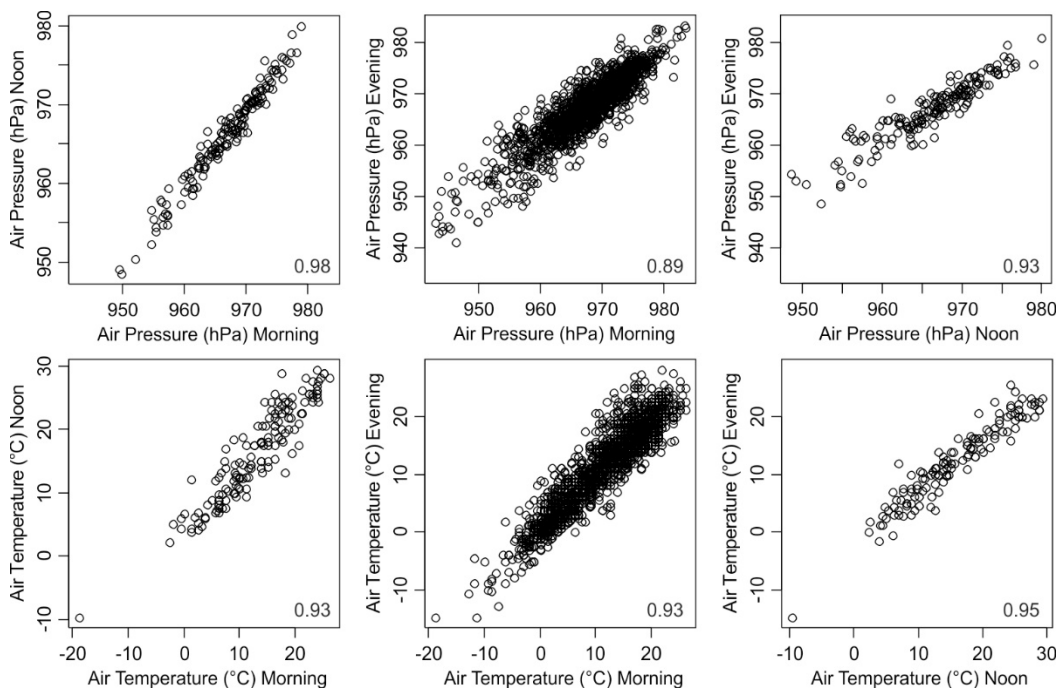 980
970
960
950
Air Pressure (hPa) Noon
0.98
950 960 970 980
Air Pressure (hPa) Morning
980
970
960
950
940
Air Pressure (hPa) Evening
0.89
950 960 970 980
Air Pressure (hPa) Morning
980
970
960
950
940
Air Pressure (hPa) Evening
0.93
950 960 970 980
Air Pressure (hPa) Noon
30
20
10
0
-10
Air Temperature (°C) Noon
0.93
-20 -10 0 10 20
Air Temperature (°C) Morning
20
10
0
-10
Air Temperature (°C) Evening
0.93
-20 -10 0 10 20
Air Temperature (°C) Morning
20
10
0
-10
Air Temperature (°C) Evening
0.95
-10 0 10 20 30
Air Temperature (°C) Noon